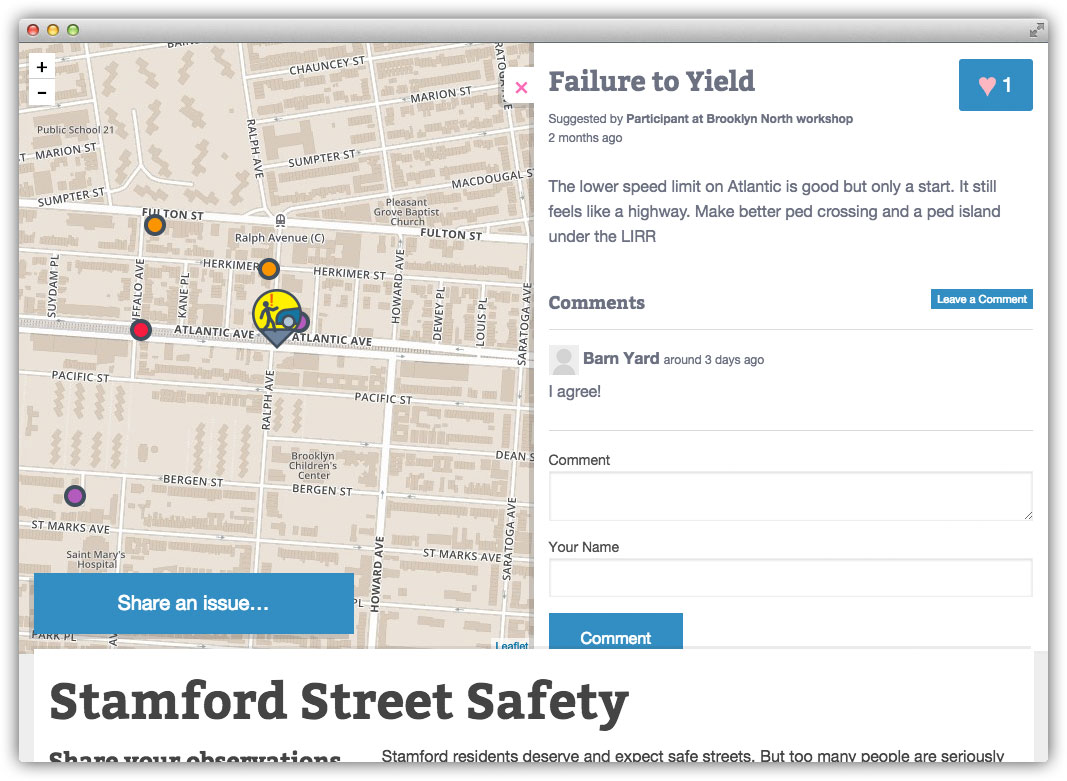 +
-
BAINB
CHAUNCEY ST
SARATOGA AVE
MARION ST
Public School 21
MARION ST
RALPH AVE
SUMPTER ST
MACDOUGAL ST
SUMPTER ST
Pleasant
Grove Baptist
Church
FULTON ST
Ralph Avenue (C)
FULTON ST
HERKIMER
HERKIMER ST
SUYDAM PL
FFALO AVE
KANE PL
HOWARD AVE
DEWEY PL
LOUIS PL
SARATOGA AVE
ATLANTIC AVE
ATLANTIC AVE
PACIFIC ST
RALPH AVE
PACIFIC ST
Brooklyn
Children's
Center
DEAN S
BERGEN ST
BERGEN ST
SARATOGA AVE
ST MARKS AVE
ST MARKS AVE
Saint Mary's
Hospital
HOWARD AVE
PL
Share an issue...
PARK PL
AV
Leaflet
×
Failure to Yield
♥ 1
Suggested by Participant at Brooklyn North workshop
2 months ago
The lower speed limit on Atlantic is good but only a start. It still
feels like a highway. Make better ped crossing and a ped island
under the LIRR
Comments
Leave a Comment
Barn Yard around 3 days ago
I agree!
Comment
Your Name
Comment
Stamford Street Safety
Share your observations
Stamford residents deserve and expect safe streets. But too many people are seriously